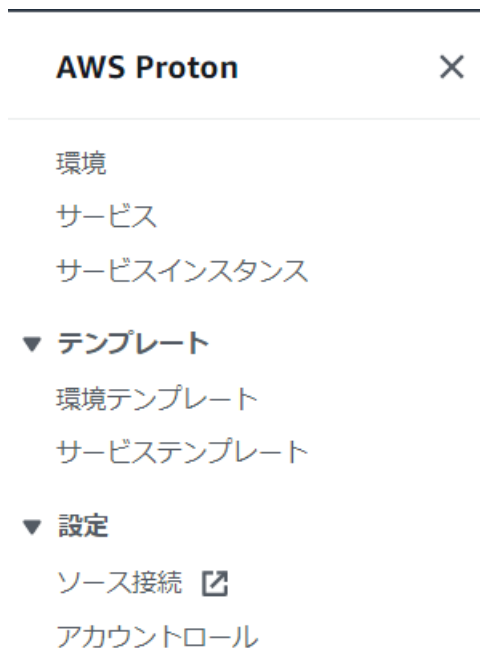 AWS Proton
環境
サービス
サービスインスタンス
テンプレート
環境テンプレート
サービステンプレート
設定
ソース接続
アカウントロール